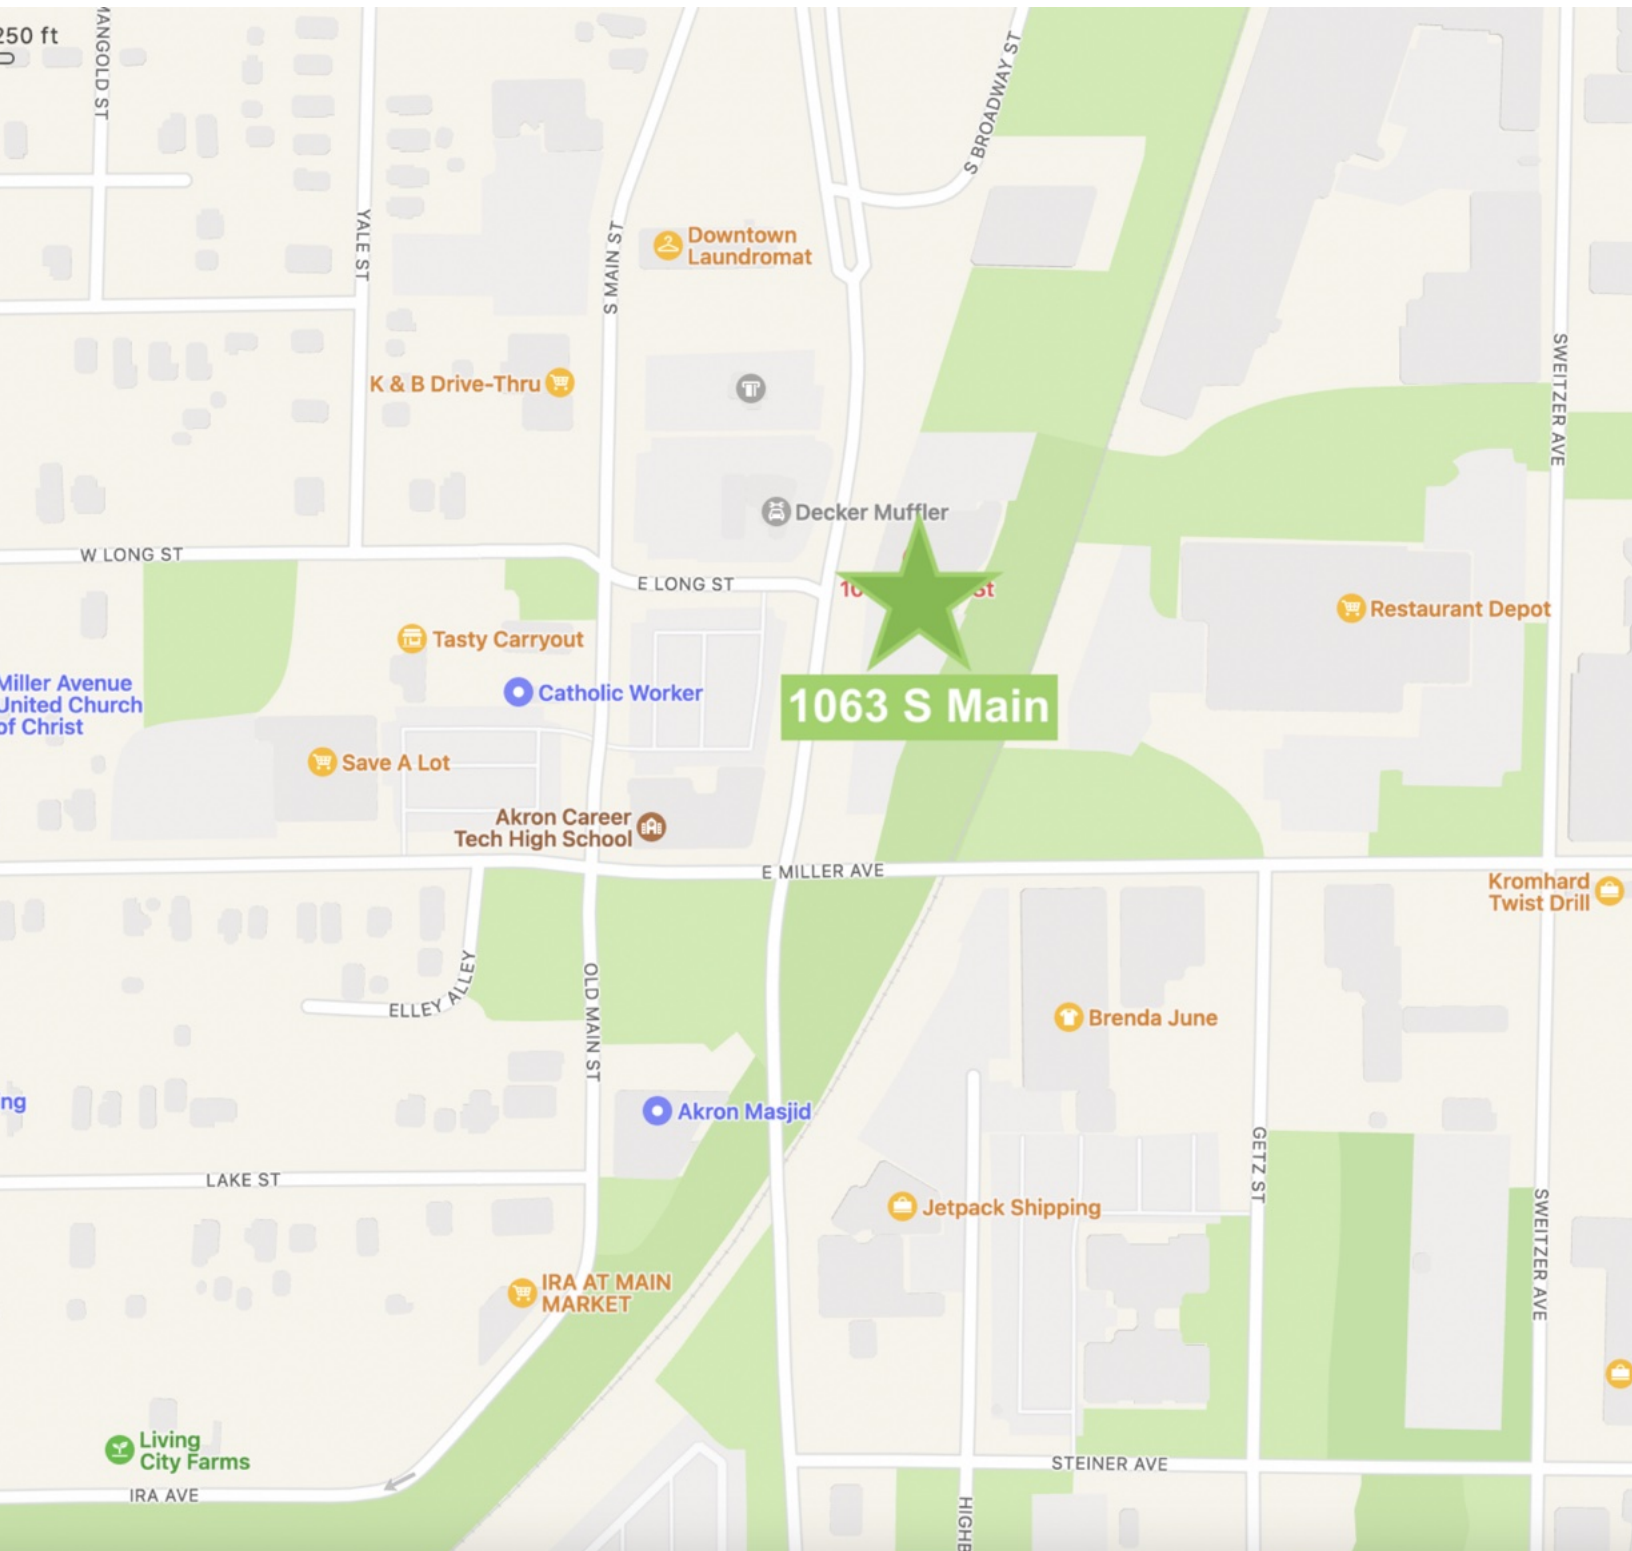 250 ft
MANGOLD ST
S BROADWAY ST
YALE ST
S MAIN ST
Downtown
Laundromat
SWEITZER AVE
K & B Drive-Thru
Decker Muffler
W LONG ST
E LONG ST
St
Restaurant Depot
Tasty Carryout
Miller Avenue
United Church
of Christ
Catholic Worker
1063 S Main
Save A Lot
Akron Career
Tech High School
E MILLER AVE
Kromhard
Twist Drill
ELLEY ALLEY
OLD MAIN ST
Brenda June
ng
Akron Masjid
LAKE ST
GETZ ST
Jetpack Shipping
SWEITZER AVE
IRA AT MAIN
MARKET
Living
City Farms
IRA AVE
STEINER AVE
HIGHB